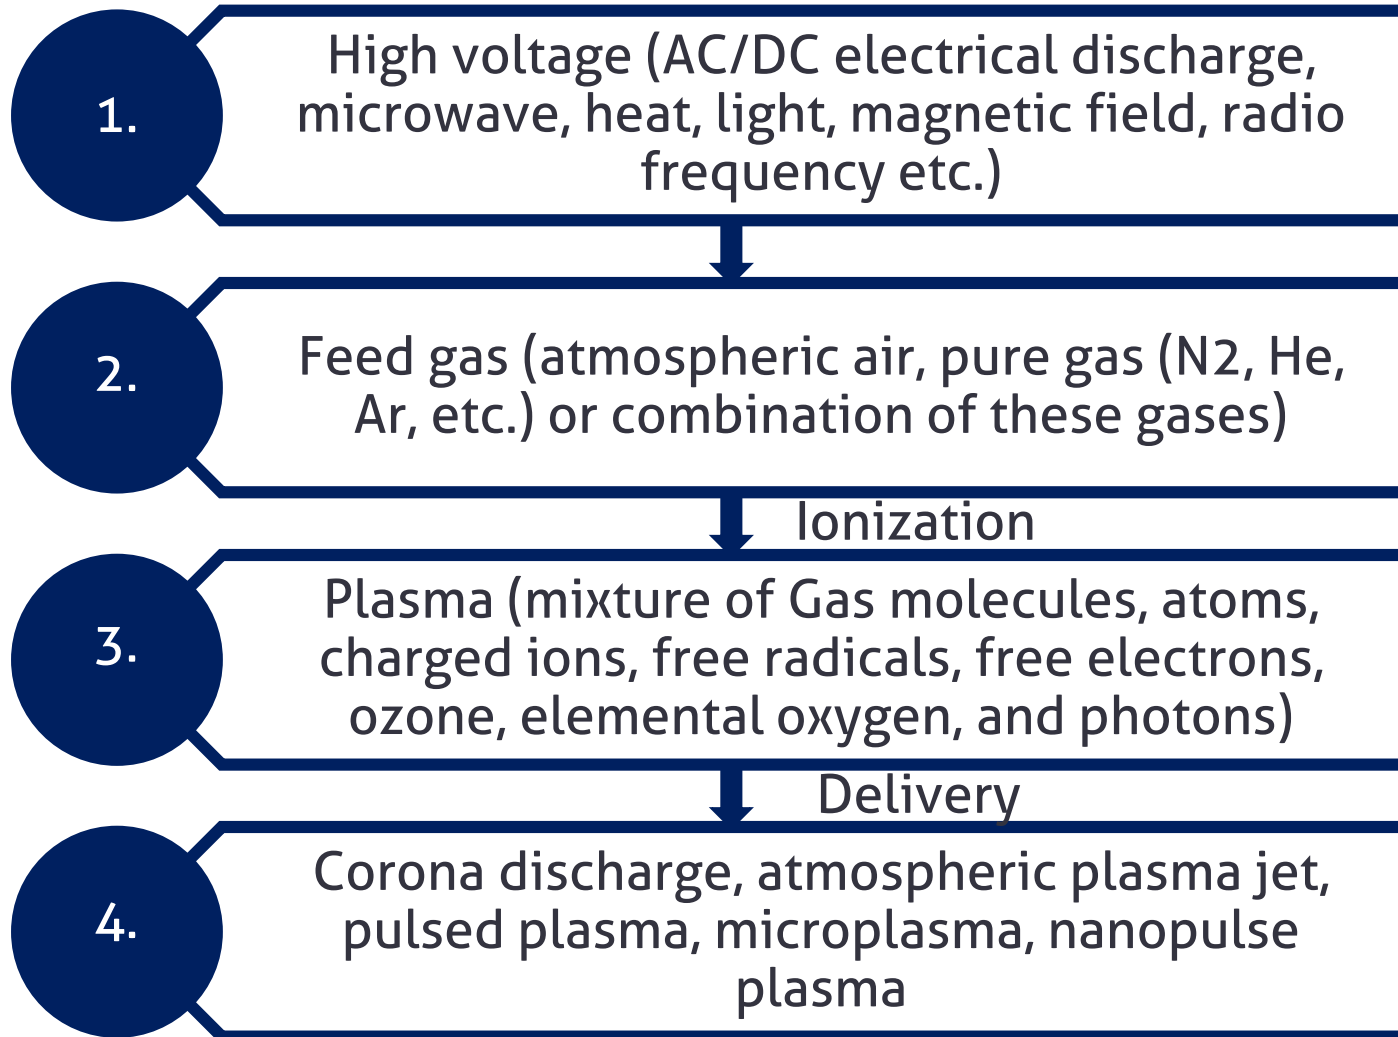 1.
High voltage (AC/DC electrical discharge,
microwave, heat, light, magnetic field, radio
frequency etc.)
2.
Feed gas (atmospheric air, pure gas (N2, He,
Ar, etc.) or combination of these gases)
Ionization
3.
Plasma (mixture of Gas molecules, atoms,
charged ions, free radicals, free electrons,
ozone, elemental oxygen, and photons)
Delivery
4.
Corona discharge, atmospheric plasma jet,
pulsed plasma, microplasma, nanopulse
plasma